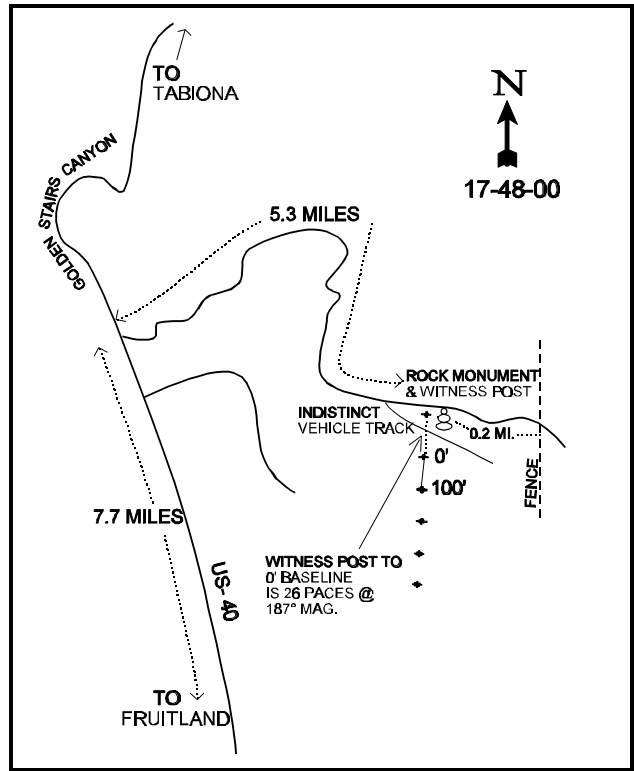 TO
TABIONA
N
17-48-00
GOLDEN STAIRS CANYON
5.3 MILES
ROCK MONUMENT
& WITNESS POST
INDISTINCT
VEHICLE TRACK
0.2 MI.
0'
100'
FENCE
7.7 MILES
US-40
WITNESS POST TO
0' BASELINE
IS 26 PACES @
187° MAG.
TO
FRUITLAND